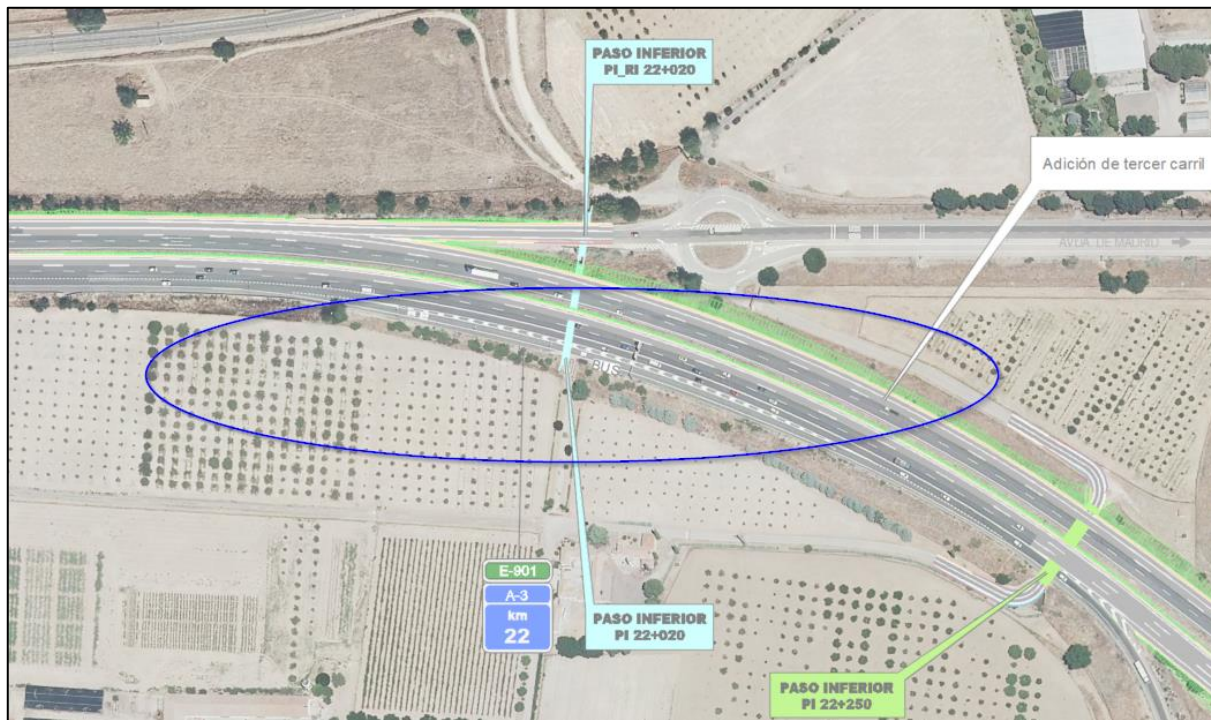 PASO INFERIOR
PI_RI 22+020
Adición de tercer carril
AVDA. DE MADRID
BUS
E-901
A-3
km
22
PASO INFERIOR
PI 22+020
PASO INFERIOR
PI 22+250